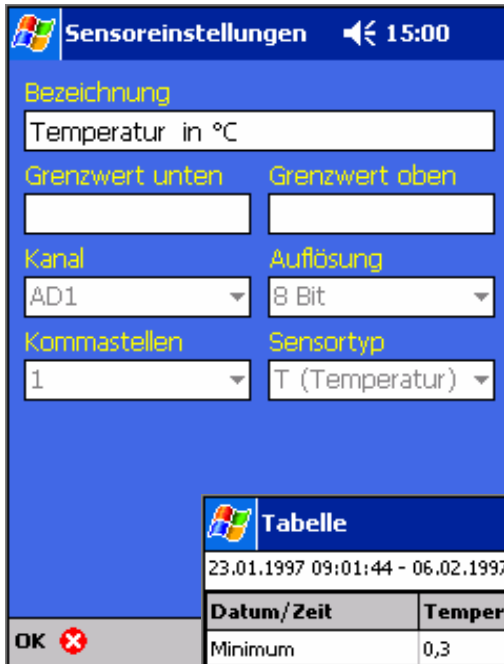 Sensoreinstellungen 15:00
Bezeichnung
Temperatur in °C
Grenzwert unten Grenzwert oben
Kanal Auflösung
AD1 8 Bit
Kommastellen Sensortyp
1 T (Temperatur)
Tabelle
23.01.1997 09:01:44 - 06.02.1997
Datum/Zeit Temper
OK Minimum 0,3